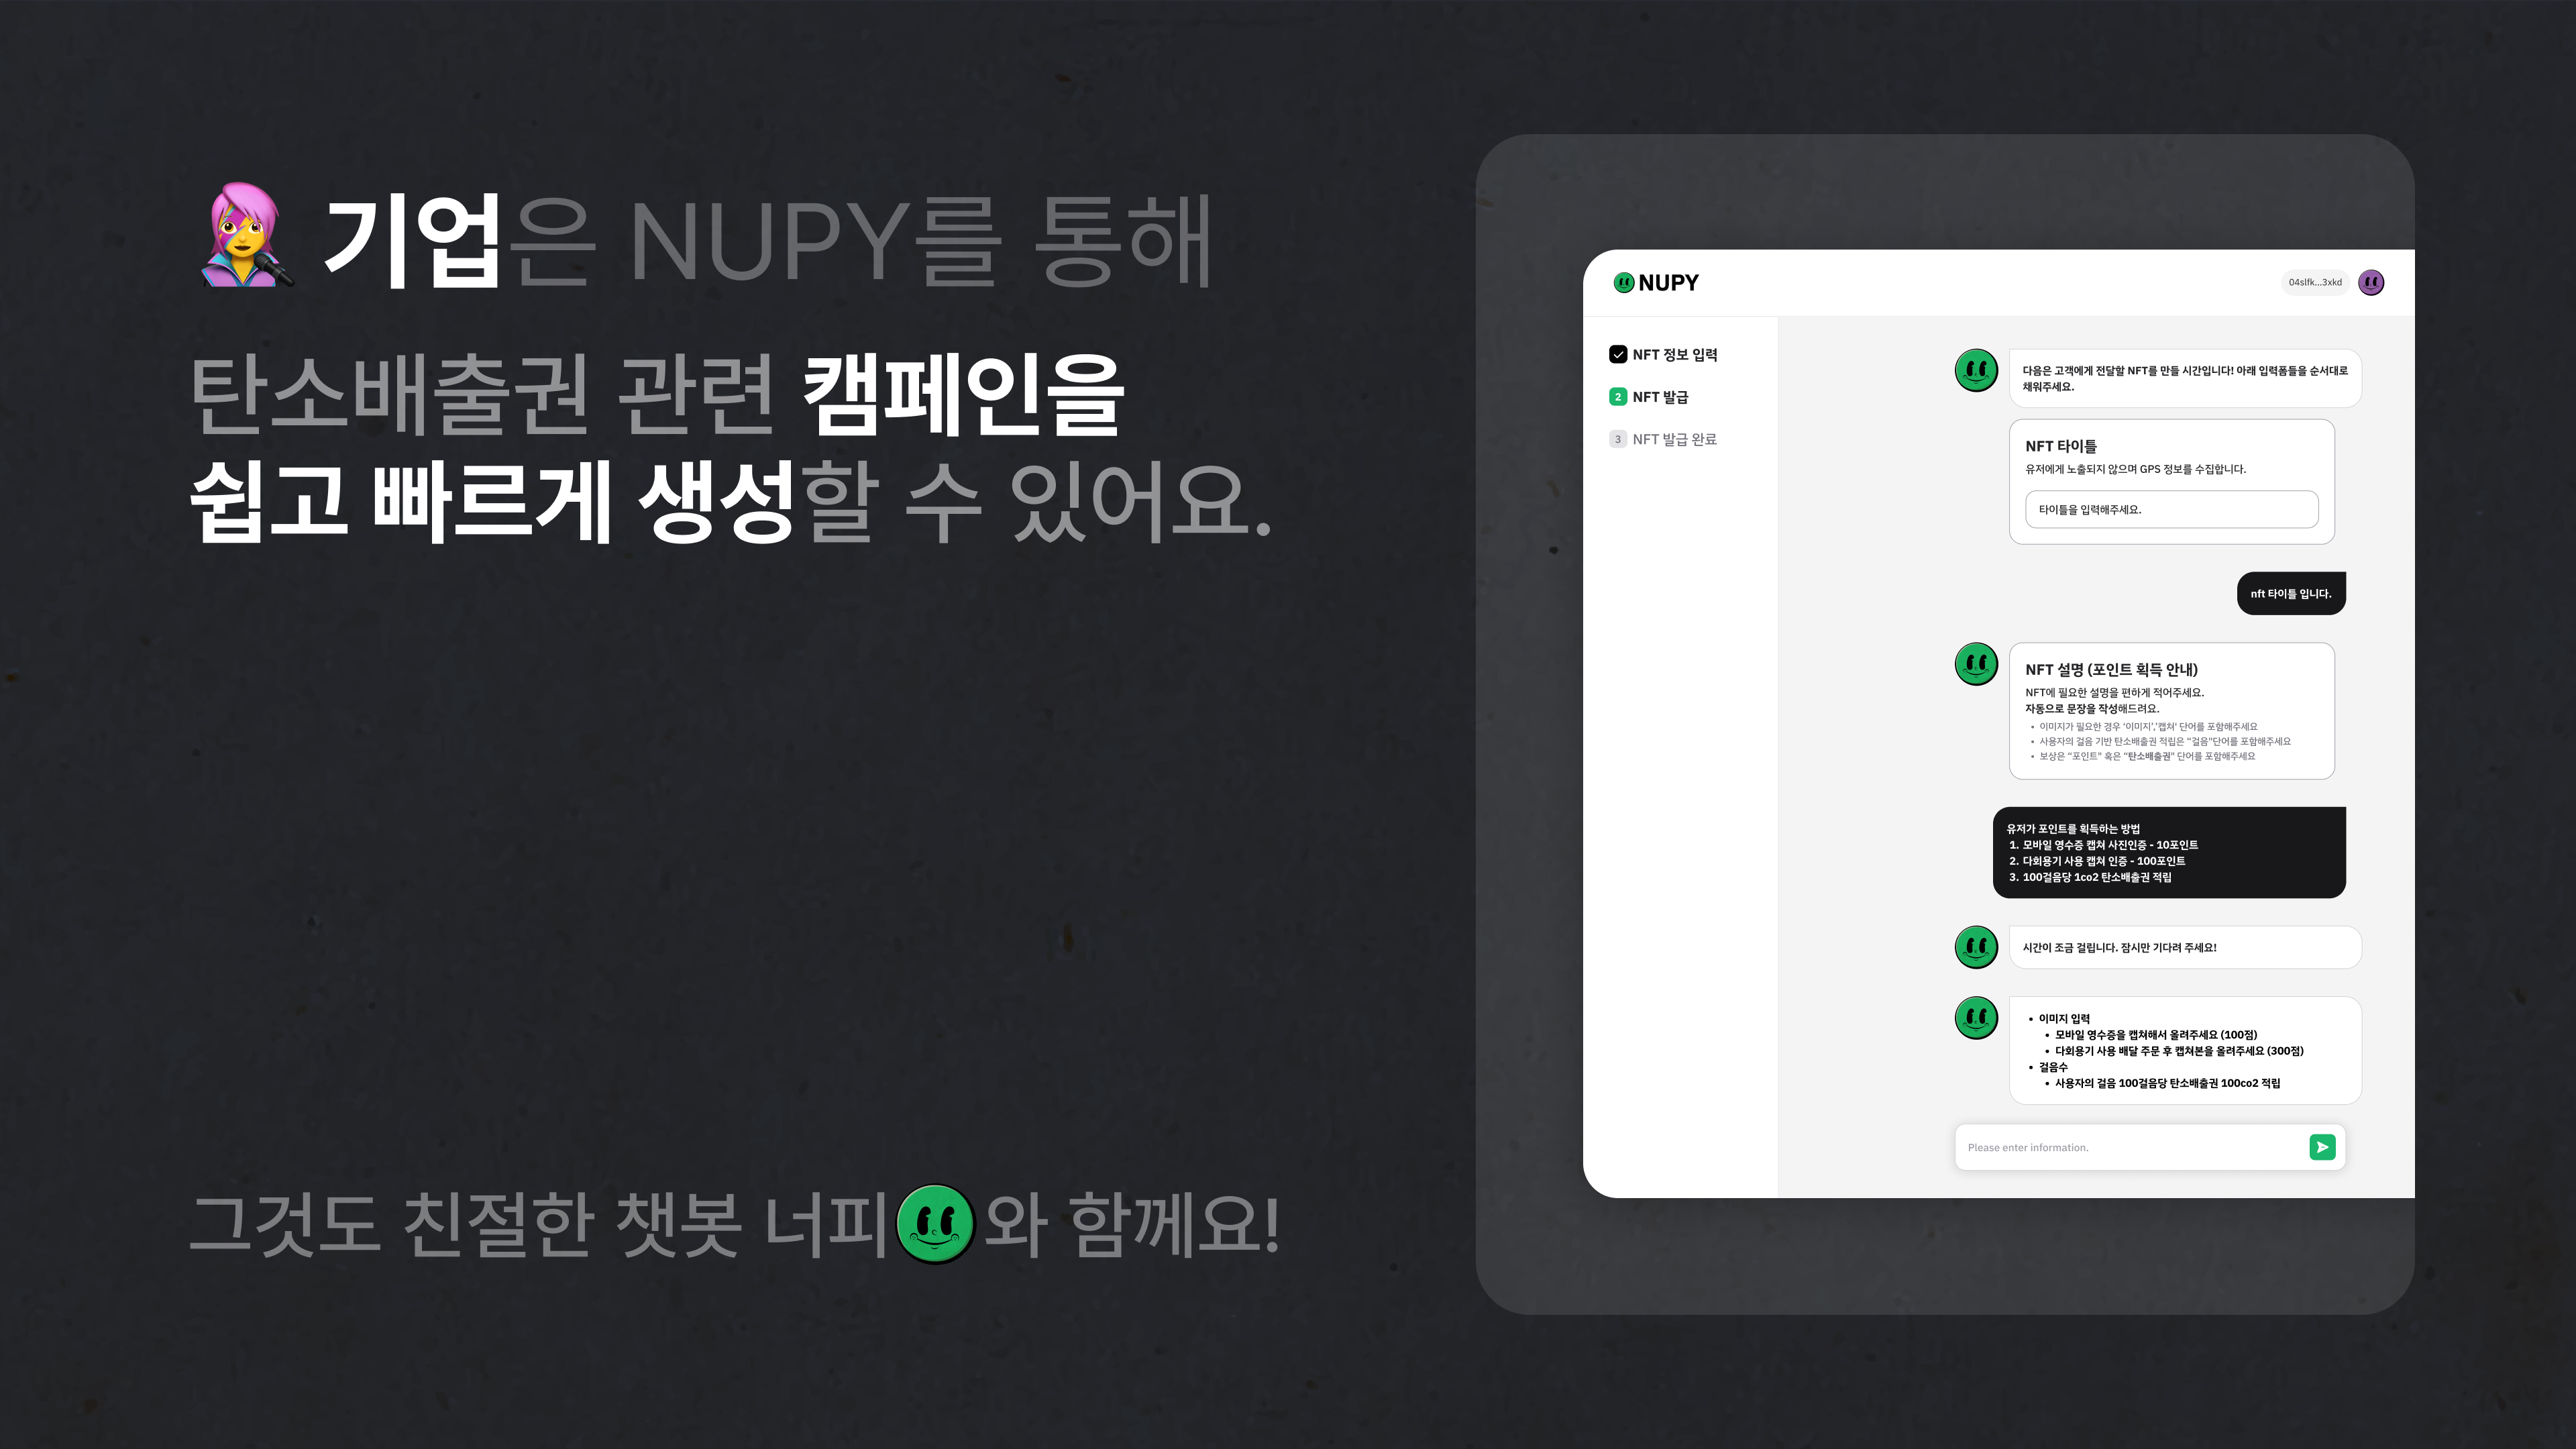 기업은 NUPY를 통해
탄소배출권 관련 캠페인을
쉽고 빠르게 생성할 수 있어요.
그것도 친절한 챗봇 너피와 함께요!
NUPY
04slfk...3xkd
NFT 정보 입력
2 NFT 발급
3 NFT 발급 완료
다음은 고객에게 전달할 NFT를 만들 시간입니다! 아래 입력폼들을 순서대로
채워주세요.
NFT 타이틀
유저에게 노출되지 않으며 GPS 정보를 수집합니다.
타이틀을 입력해주세요.
nft 타이틀 입니다.
NFT 설명 (포인트 획득 안내)
NFT에 필요한 설명을 편하게 적어주세요.
자동으로 문장을 작성해드려요.
• 이미지가 필요한 경우 '이미지','캡쳐' 단어를 포함해주세요
• 사용자의 걸음 기반 탄소배출권 적립은 "걸음"단어를 포함해주세요
• 보상은 "포인트" 혹은 "탄소배출권" 단어를 포함해주세요
유저가 포인트를 획득하는 방법
1. 모바일 영수증 캡쳐 사진인증 - 10포인트
2. 다회용기 사용 캡쳐 인증 - 100포인트
3. 100걸음당 1co2 탄소배출권 적립
시간이 조금 걸립니다. 잠시만 기다려 주세요!
• 이미지 입력
• 모바일 영수증을 캡쳐해서 올려주세요 (100점)
• 다회용기 사용 배달 주문 후 캡쳐본을 올려주세요 (300점)
• 걸음수
• 사용자의 걸음 100걸음당 탄소배출권 100co2 적립
Please enter information.